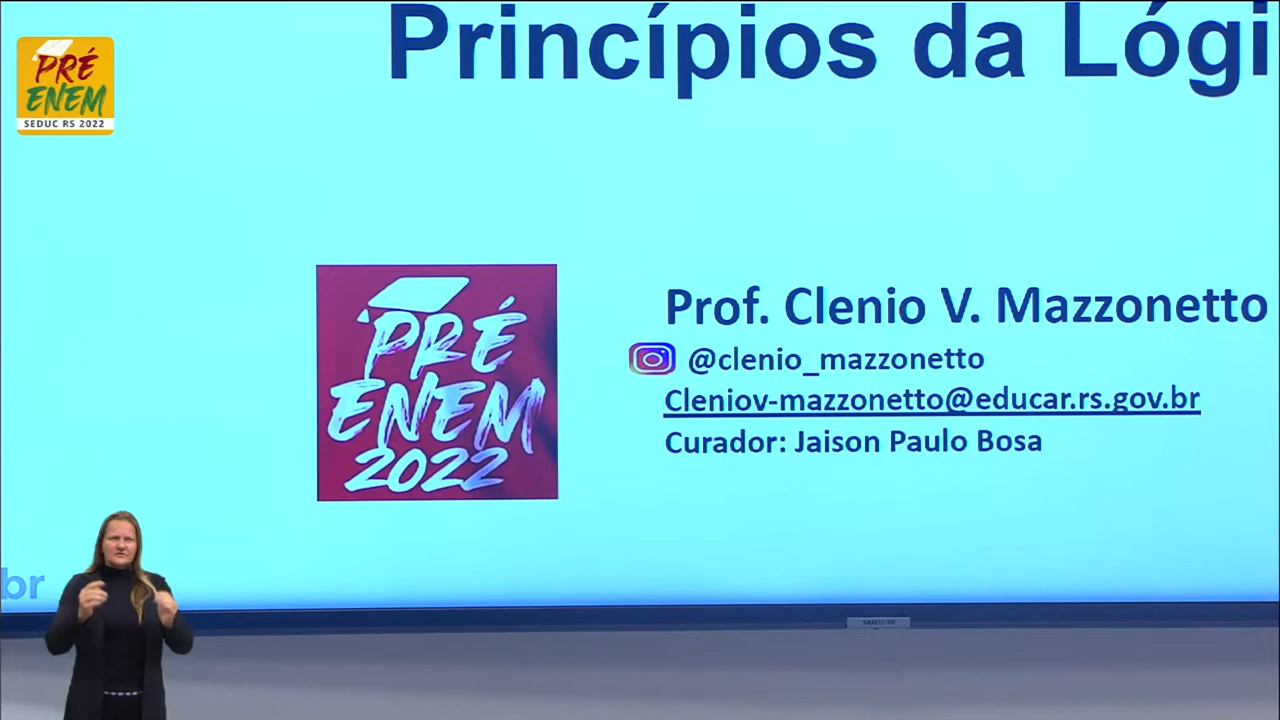 Princípios da Lógi
PRÉ
ENEM
SEDUC RS 2022
PRÉ
ENEM
2022
Prof. Clenio V. Mazzonetto
@clenio_mazzonetto
Cleniov-mazzonetto@educar.rs.gov.br
Curador: Jaison Paulo Bosa
br
SAMSUNG